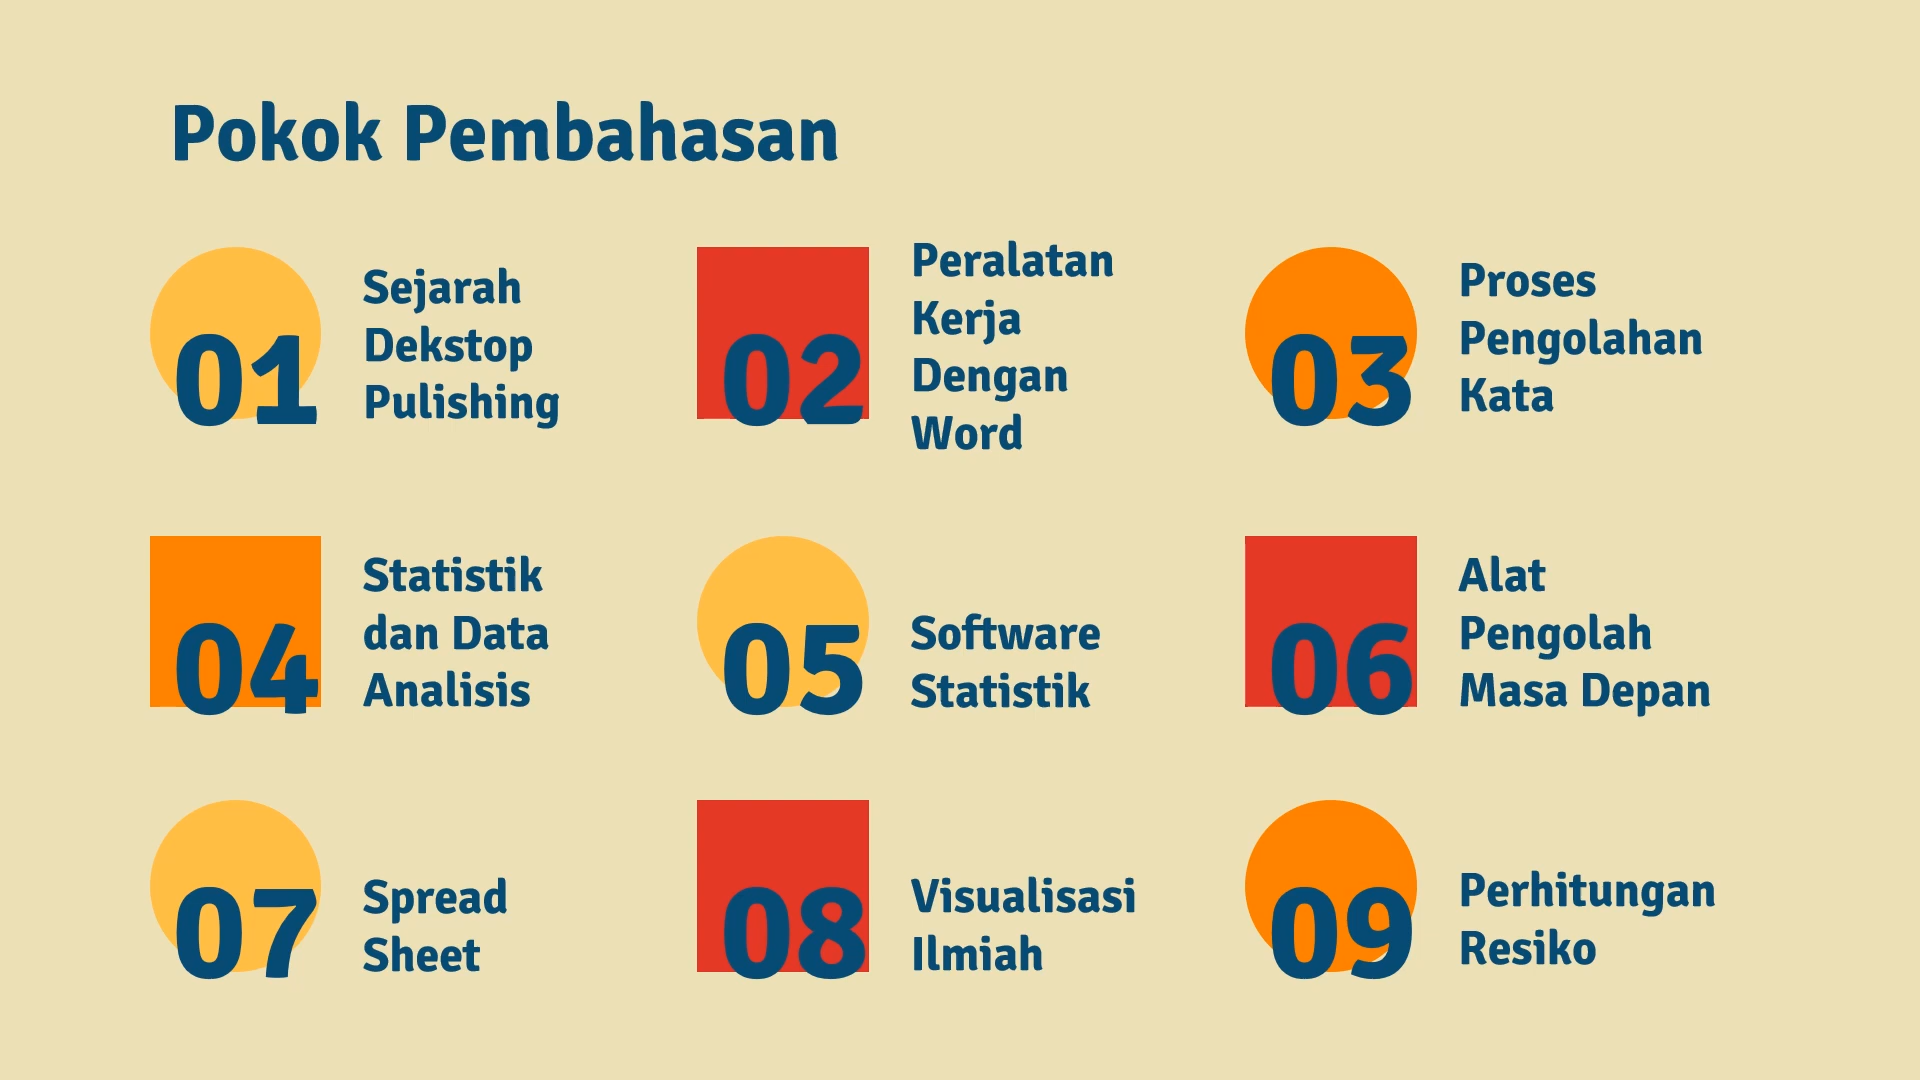 Pokok Pembahasan
01
Sejarah
Dekstop
Pulishing
02
Peralatan
Kerja
Dengan
Word
03
Proses
Pengolahan
Kata
04
Statistik
dan Data
Analisis
05
Software
Statistik
06
Alat
Pengolah
Masa Depan
07
Spread
Sheet
08
Visualisasi
Ilmiah
09
Perhitungan
Resiko